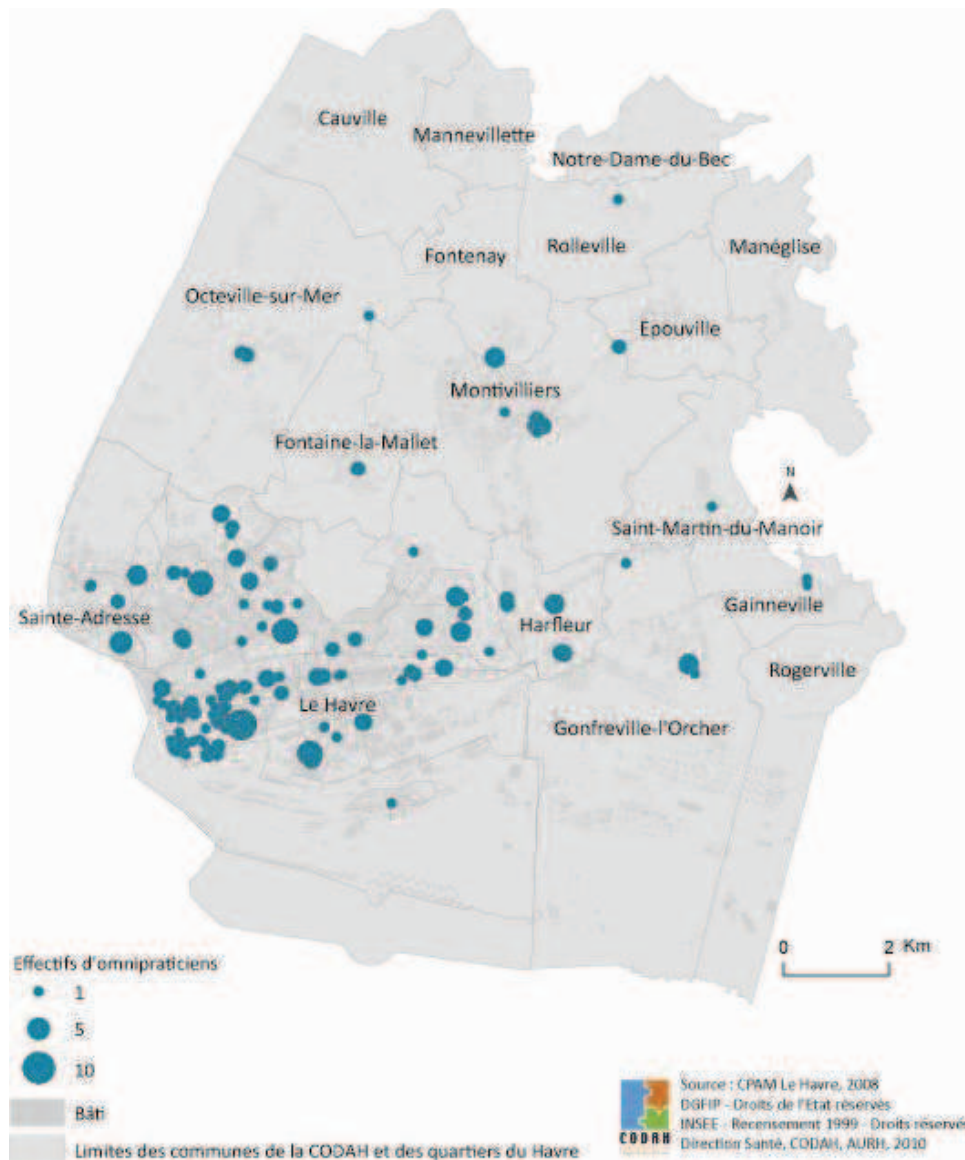 Cauville
Mannevillette
Notre-Dame-du-Bec
Rolleville
Manéglise
Fontenay
Octeville-sur-Mer
Epouville
Montivilliers
Fontaine-la-Mallet
N
Saint-Martin-du-Manoir
Sainte-Adresse
Harfleur
Gainneville
Rogerville
Le Havre
Gonfreville-l'Orcher
0 2 Km
Effectifs d'omnipraticiens
1
5
10
Bâti
Limites des communes de la CODAH et des quartiers du Havre
CODAH
Source : CPAM Le Havre, 2008
DGFIP - Droits de l'Etat réservés
INSEE - Recensement 1999 - Droits réservés
Direction Santé, CODAH, AURH, 2010